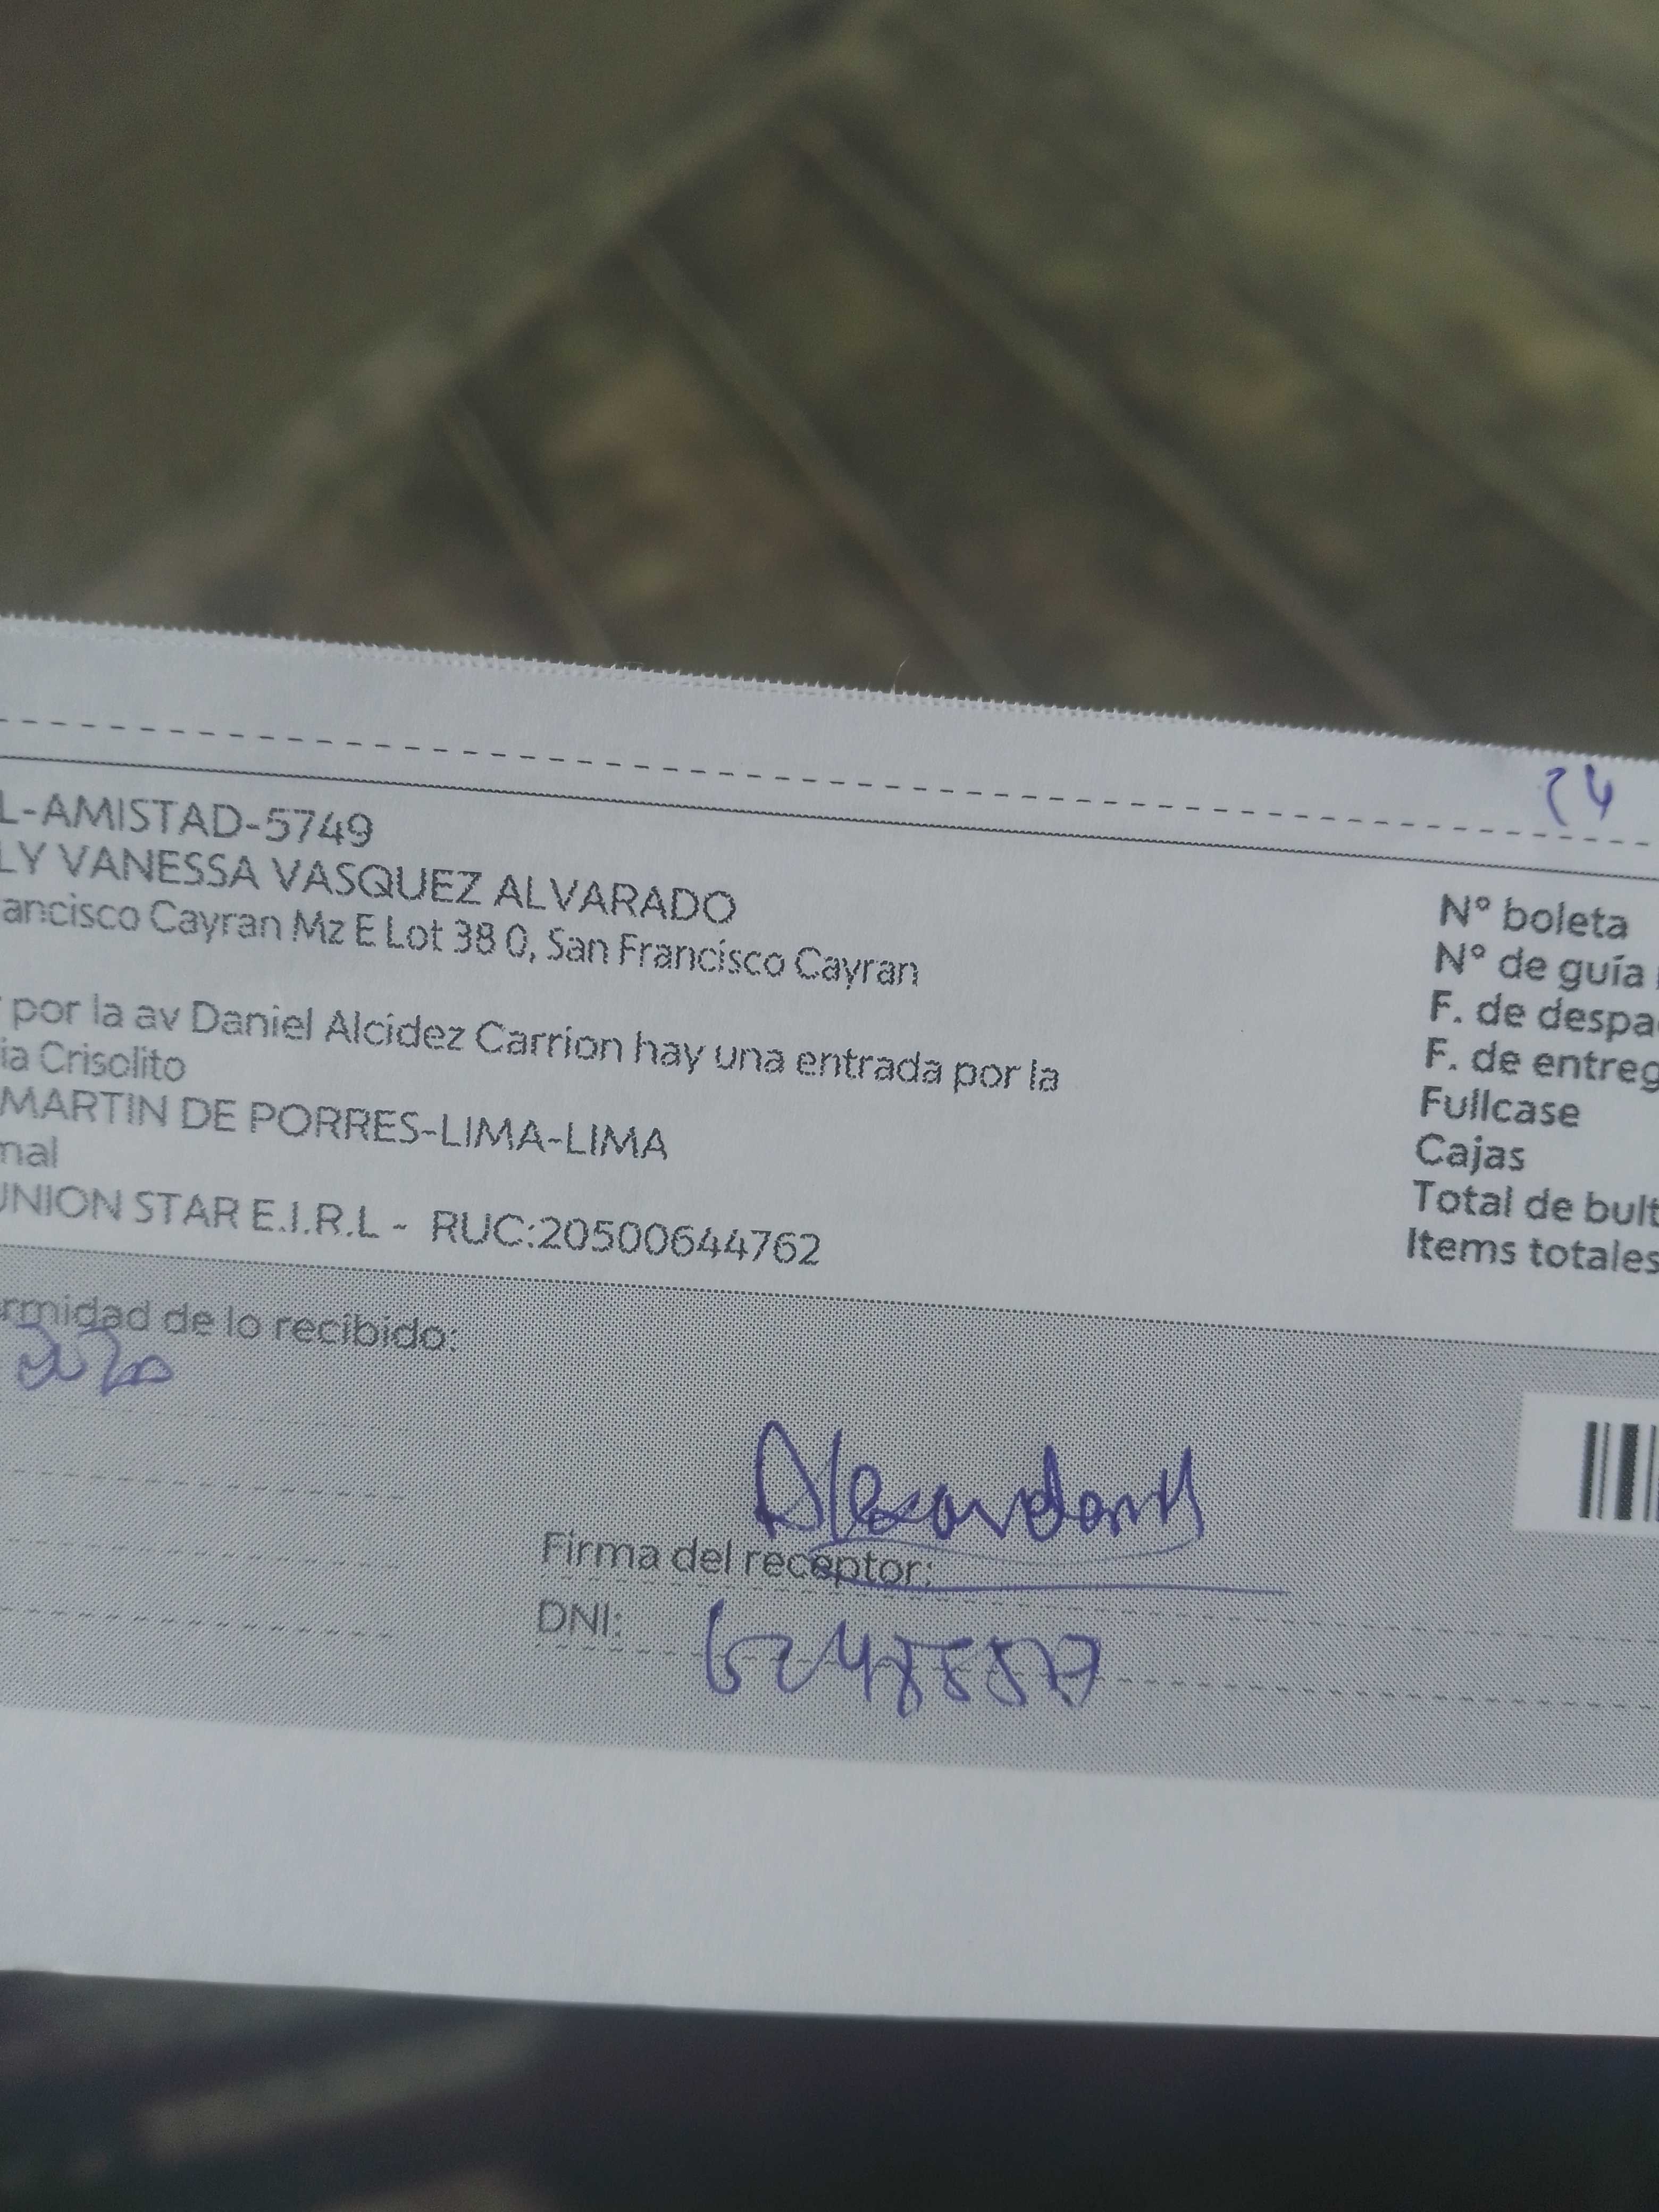 24
L-AMISTAD-5749
LY VANESSA VASQUEZ ALVARADO
ancisco Cayran Mz E Lot 38 0, San Francisco Cayran
por la av Daniel Alcidez Carrion hay una entrada por la
ia Crisolito
MARTIN DE PORRES-LIMA-LIMA
nal
UNION STAR E.I.R.L - RUC:20500644762
N° boleta
N° de guía
F. de despa
F. de entreg
Fullcase
Cajas
Total de bult
Items totales
rmidad de lo recibido:
Firma del receptor:
DNI: